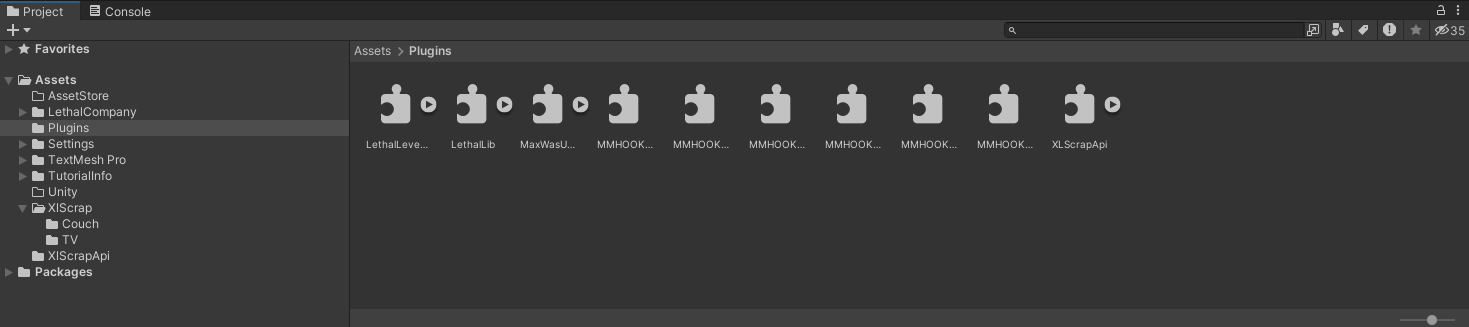 Project
Console
35
Favorites
Assets
AssetStore
LethalCompany
Plugins
Settings
TextMesh Pro
TutorialInfo
Unity
XlScrap
Couch
TV
XlScrapApi
Packages
Assets > Plugins
LethalLeve...
LethalLib
MaxWasU...
MMHOOK...
MMHOOK...
MMHOOK...
MMHOOK...
MMHOOK...
MMHOOK...
XLScrapApi